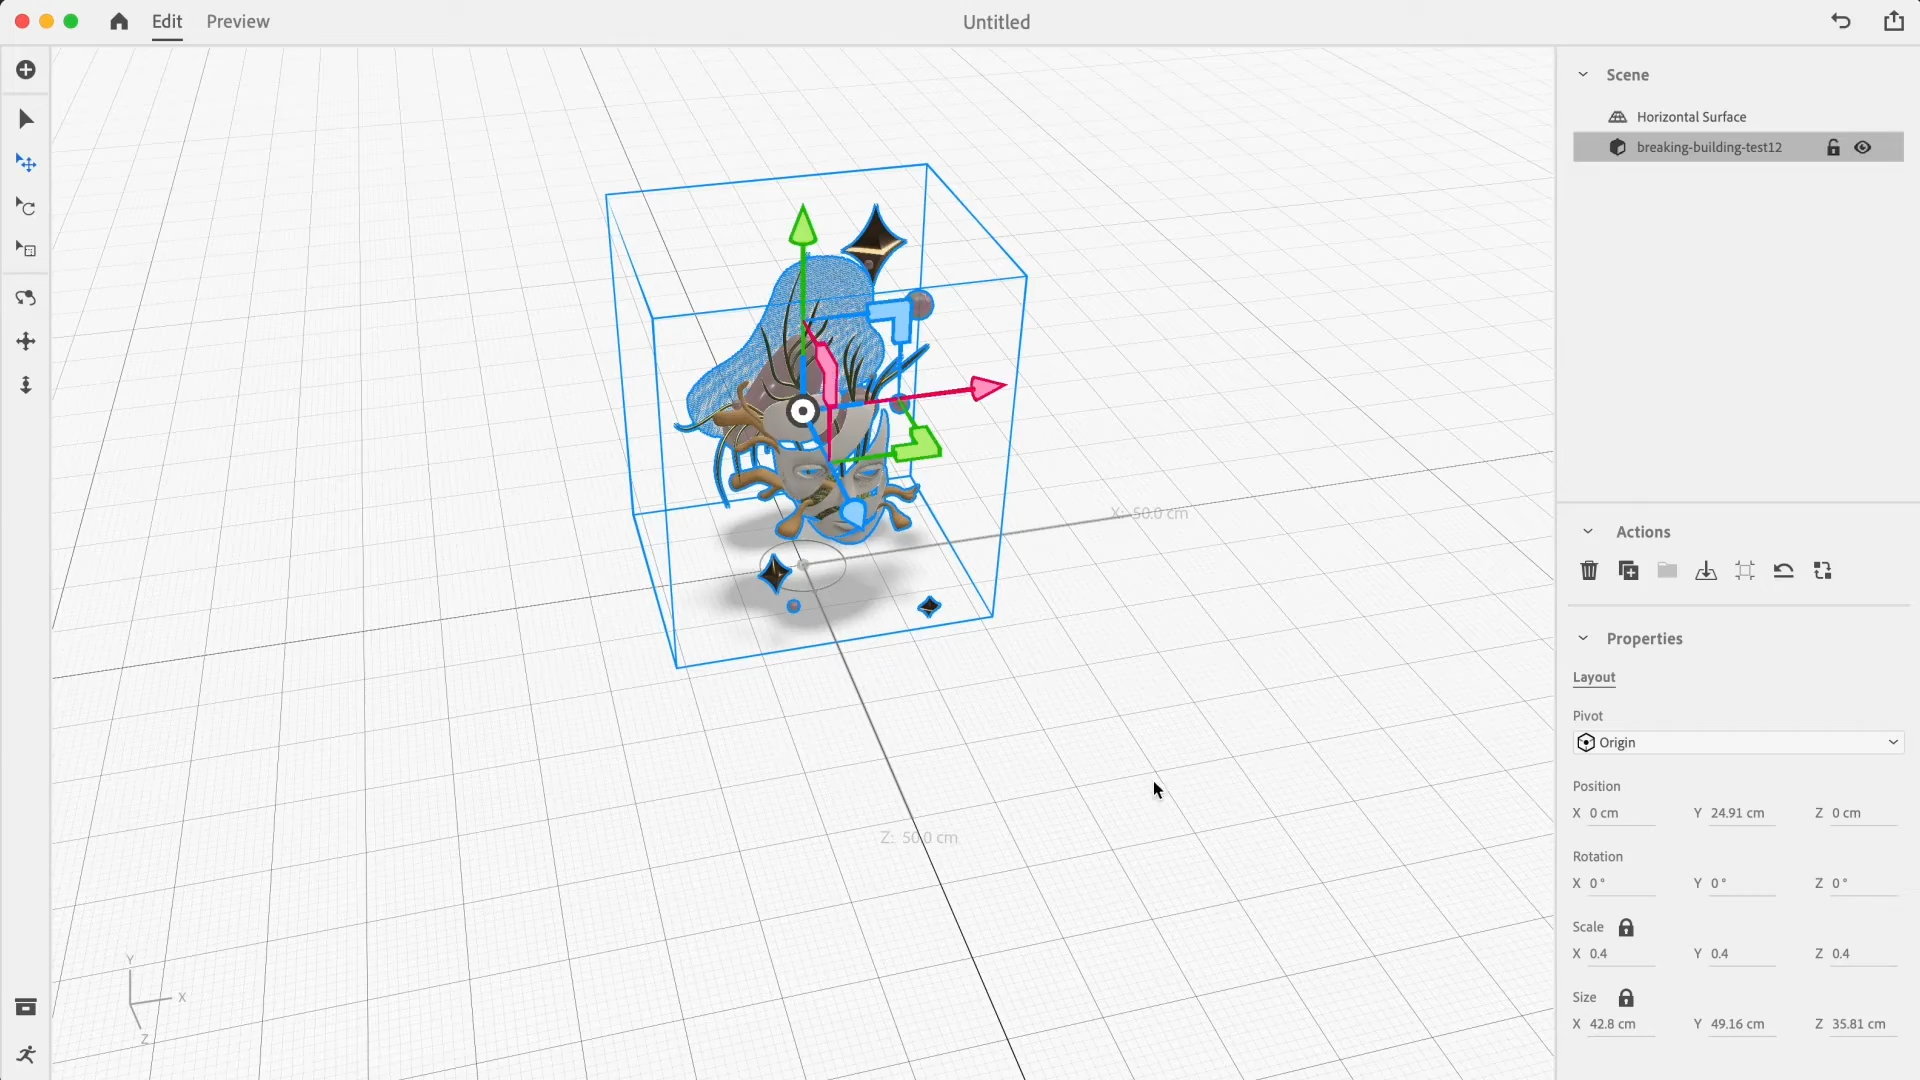 Edit Preview Untitled
Scene
Horizontal Surface
breaking-building-test12
X: 50.0 cm
Z: 50.0 cm
Y
X
Z
Actions
Properties
Layout
Pivot
Origin
Position
X 0 cm Y 24.91 cm Z 0 cm
Rotation
X 0° Y 0° Z 0°
Scale
X 0.4 Y 0.4 Z 0.4
Size
X 42.8 cm Y 49.16 cm Z 35.81 cm